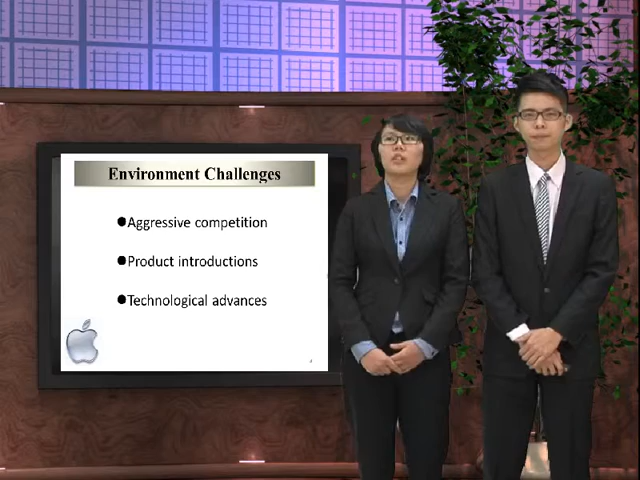 Environment Challenges
●Aggressive competition
●Product introductions
●Technological advances